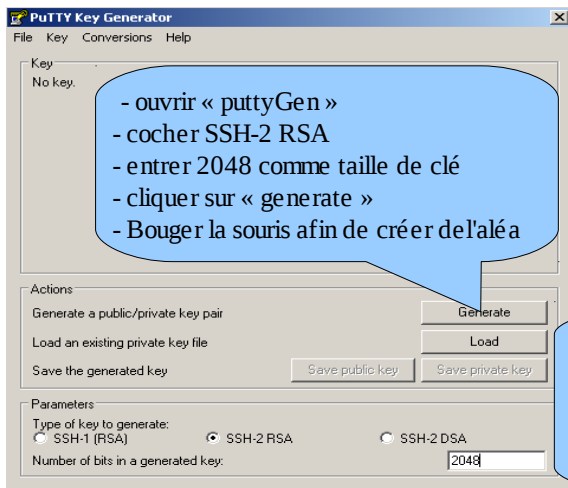 PuTTY Key Generator
File Key Conversions Help
Key
No key.
- ouvrir « puttyGen »
- cocher SSH-2 RSA
- entrer 2048 comme taille de clé
- cliquer sur « generate »
- Bouger la souris afin de créer del'aléa
Actions
Generate a public/private key pair Generate
Load an existing private key file Load
Save the generated key Save public key Save private key
Parameters
Type of key to generate:
SSH-1 (RSA) SSH-2 RSA SSH-2 DSA
Number of bits in a generated key: 2048